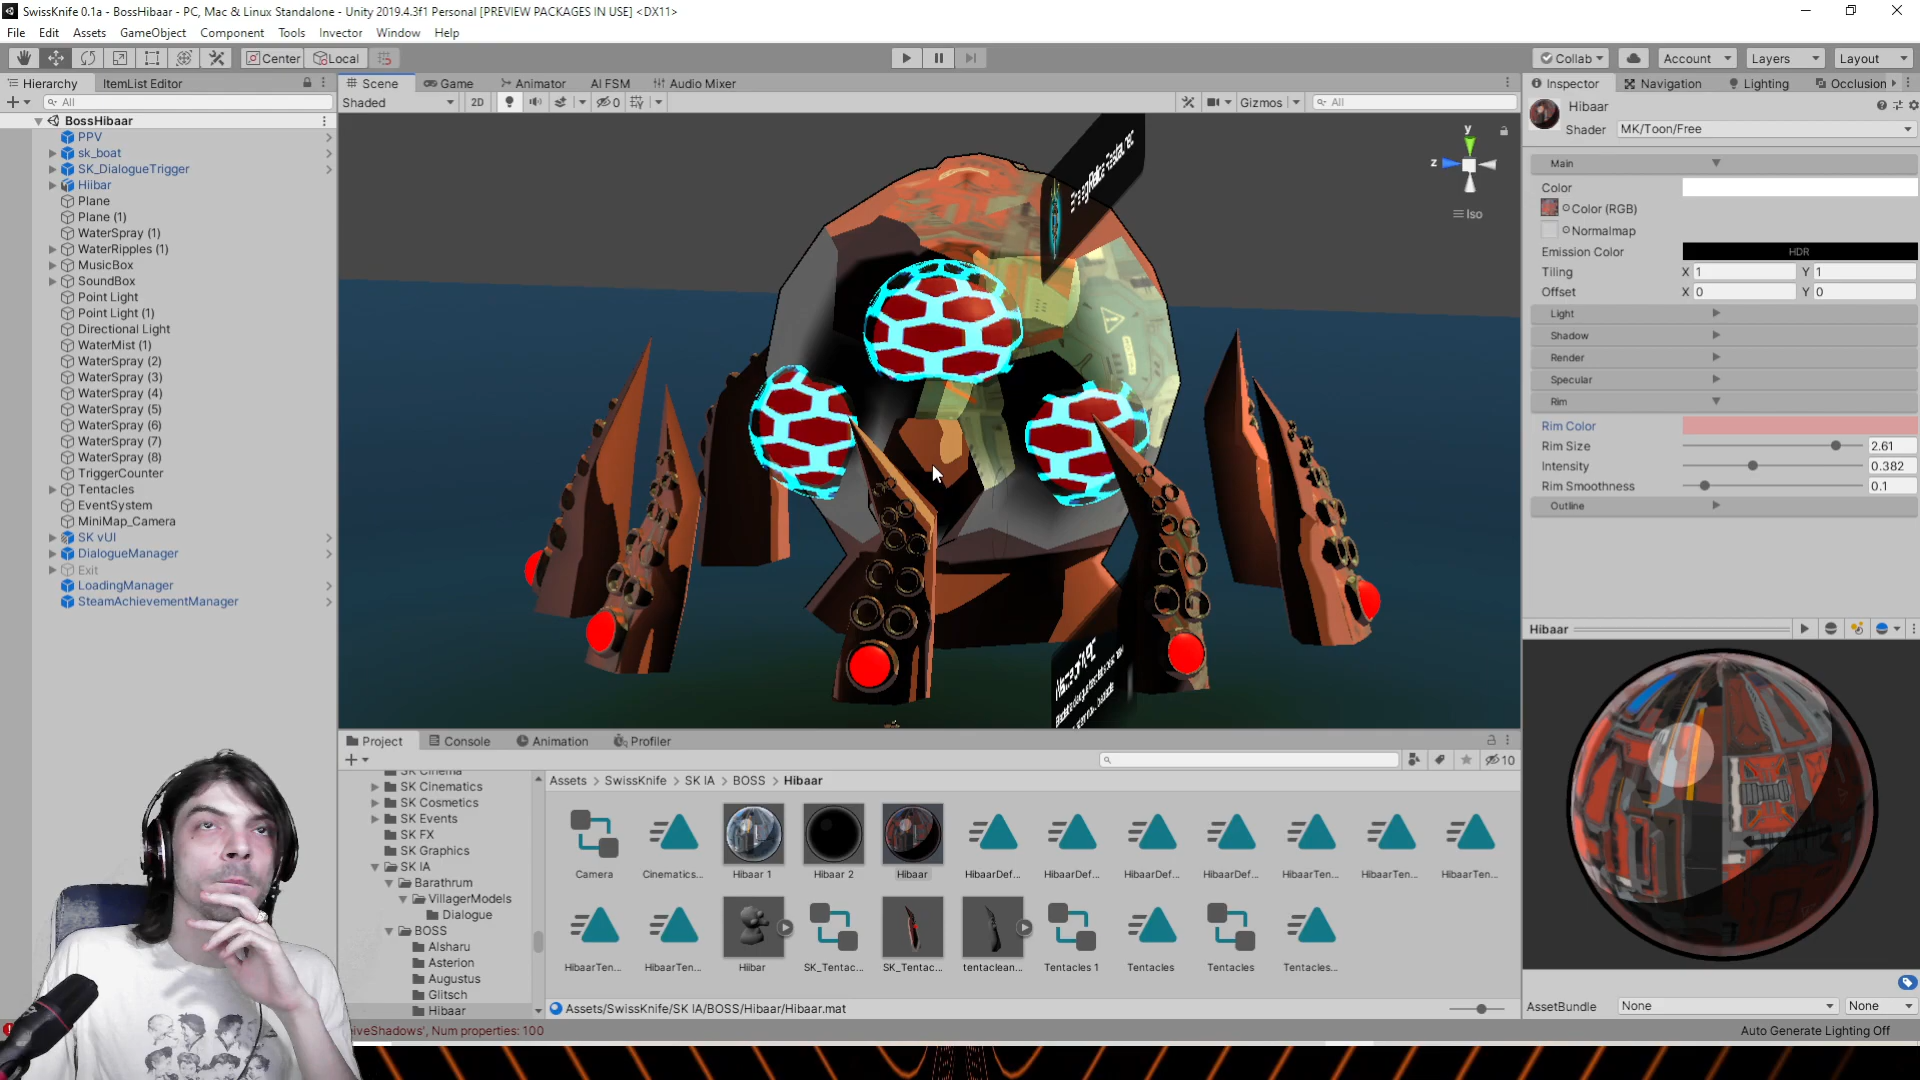 SwissKnife 0.1a - BossHibaar - PC, Mac & Linux Standalone - Unity 2019.4.3f1 Personal [PREVIEW PACKAGES IN USE] <DX11>
File Edit Assets GameObject Component Tools Invector Window Help
Center Local Collab Account Layers Layout
Hierarchy ItemList Editor
All
BossHibaar
PPV
sk_boat
SK_DialogueTrigger
Hiibar
Plane
Plane (1)
WaterSpray (1)
WaterRipples (1)
MusicBox
SoundBox
Point Light
Point Light (1)
Directional Light
WaterMist (1)
WaterSpray (2)
WaterSpray (3)
WaterSpray (4)
WaterSpray (5)
WaterSpray (6)
WaterSpray (7)
WaterSpray (8)
TriggerCounter
Tentacles
EventSystem
MiniMap_Camera
SK vUI
DialogueManager
Exit
LoadingManager
SteamAchievementManager
Scene Game Animator AI FSM Audio Mixer
Shaded 2D 0 Gizmos All
y
z
Iso
Inspector Navigation Lighting Occlusion
Hibaar
Shader MK/Toon/Free
Main
Color
Color (RGB)
Normalmap
Emission Color HDR
Tiling X 1 Y 1
Offset X 0 Y 0
Light
Shadow
Render
Specular
Rim
Rim Color
Rim Size 2.61
Intensity 0.382
Rim Smoothness 0.1
Outline
Hibaar
AssetBundle None None
Auto Generate Lighting Off
Project Console Animation Profiler
10
SK Cinema
SK Cinematics
SK Cosmetics
SK Events
SK FX
SK Graphics
SK IA
Barathrum
VillagerModels
Dialogue
BOSS
Alsharu
Asterion
Augustus
Glitsch
Hibaar
Assets > SwissKnife > SK IA > BOSS > Hibaar
Camera Cinematics... Hibaar 1 Hibaar 2 Hibaar HibaarDef... HibaarDef... HibaarDef... HibaarDef... HibaarTen... HibaarTen... HibaarTen...
HibaarTen... HibaarTen... Hiibar SK_Tentac... SK_Tentac... tentaclean... Tentacles 1 Tentacles Tentacles Tentacles...
Assets/SwissKnife/SK IA/BOSS/Hibaar/Hibaar.mat
iveShadows', Num properties: 100